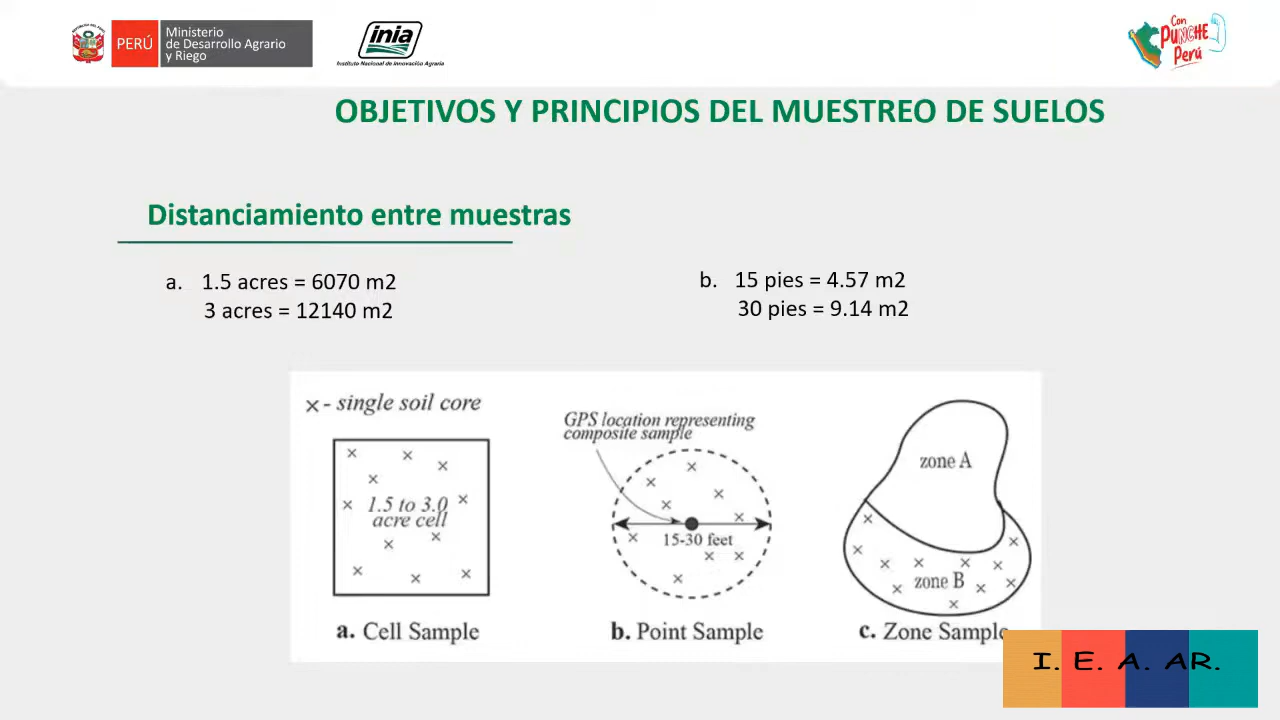 PERÚ
Ministerio
de Desarrollo Agrario
y Riego
inia
Instituto Nacional de Innovación Agraria
Con
PUNCHE
Perú
OBJETIVOS Y PRINCIPIOS DEL MUESTREO DE SUELOS
Distanciamiento entre muestras
a. 1.5 acres = 6070 m2
3 acres = 12140 m2
b. 15 pies = 4.57 m2
30 pies = 9.14 m2
x - single soil core
1.5 to 3.0
acre cell
a. Cell Sample
GPS location representing
composite sample
15-30 feet
b. Point Sample
zone A
zone B
c. Zone Sample
I. E. A. AR.